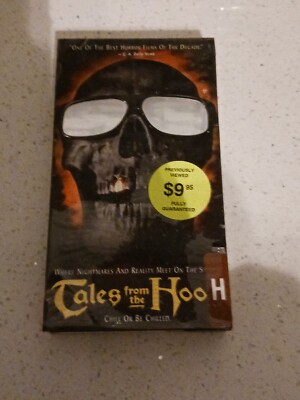 "One Of The Best Horror Films Of The Decade."
PREVIOUSLY
VIEWED
$9.95
FULLY
GUARANTEED
Where Nightmares And Reality Meet On The S
Tales from the Hoo H
Chill Or Be Chilled.